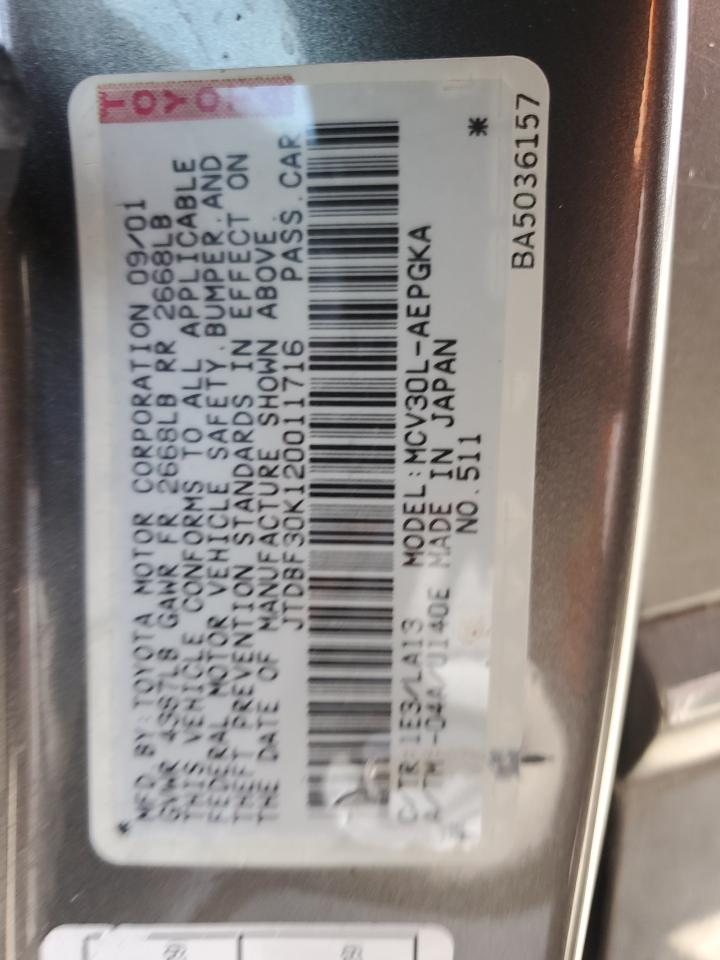 TOYO
*MFD. BY: TOYOTA MOTOR CORPORATION 09/01
GVWR 4387LB GAWR FR 2668LB RR 2668LB
THIS VEHICLE CONFORMS TO ALL APPLICABLE
FEDERAL MOTOR VEHICLE SAFETY, BUMPER, AND
THEFT PREVENTION STANDARDS IN EFFECT ON
THE DATE OF MANUFACTURE SHOWN ABOVE.
JTDBF30K120011716 PASS. CAR
C/TR: 1E3/LA13 MODEL: MCV30L-AEPGKA
A/TM: -04A/U140E MADE IN JAPAN
NO. 511
*
BA5036157